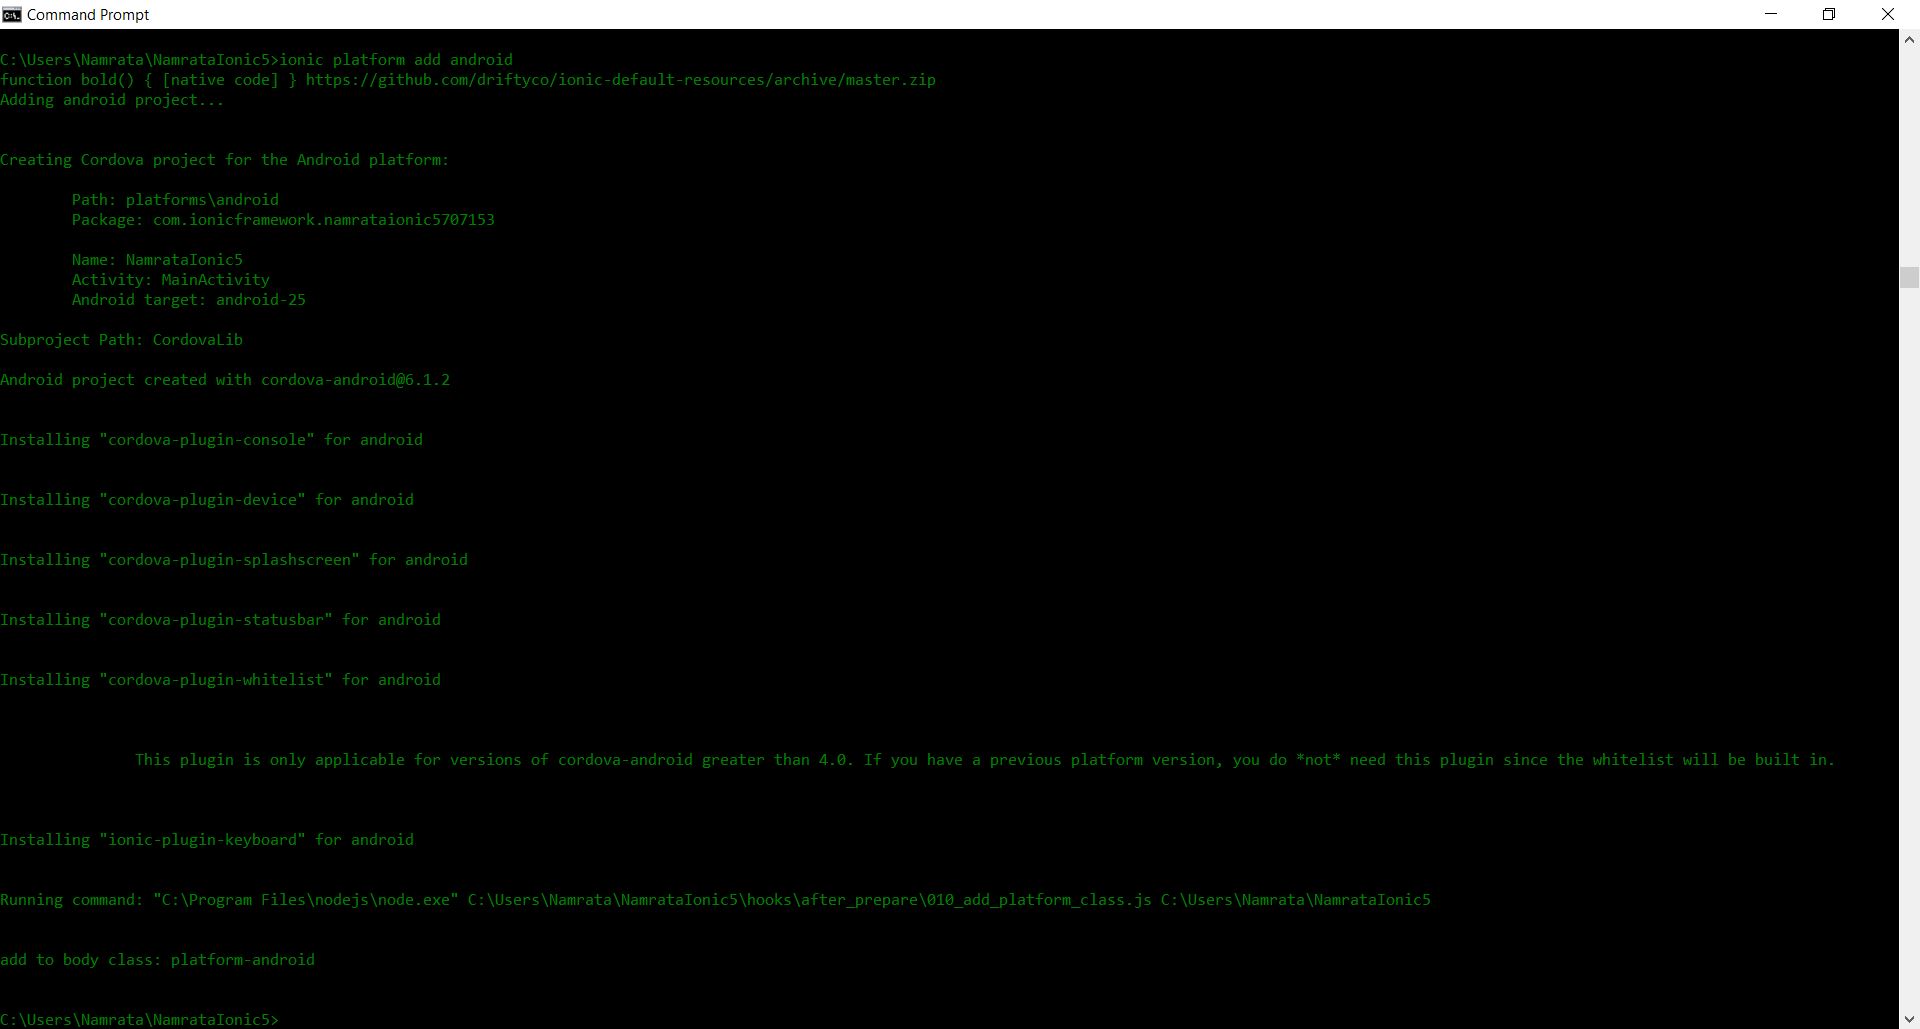 Command Prompt
C:\Users\Namrata\NamrataIonic5>ionic platform add android
function bold() { [native code] } https://github.com/driftyco/ionic-default-resources/archive/master.zip
Adding android project...
Creating Cordova project for the Android platform:
Path: platforms\android
Package: com.ionicframework.namrataionic5707153
Name: NamrataIonic5
Activity: MainActivity
Android target: android-25
Subproject Path: CordovaLib
Android project created with cordova-android@6.1.2
Installing "cordova-plugin-console" for android
Installing "cordova-plugin-device" for android
Installing "cordova-plugin-splashscreen" for android
Installing "cordova-plugin-statusbar" for android
Installing "cordova-plugin-whitelist" for android
This plugin is only applicable for versions of cordova-android greater than 4.0. If you have a previous platform version, you do *not* need this plugin since the whitelist will be built in.
Installing "ionic-plugin-keyboard" for android
Running command: "C:\Program Files\nodejs\node.exe" C:\Users\Namrata\NamrataIonic5\hooks\after_prepare\010_add_platform_class.js C:\Users\Namrata\NamrataIonic5
add to body class: platform-android
C:\Users\Namrata\NamrataIonic5>